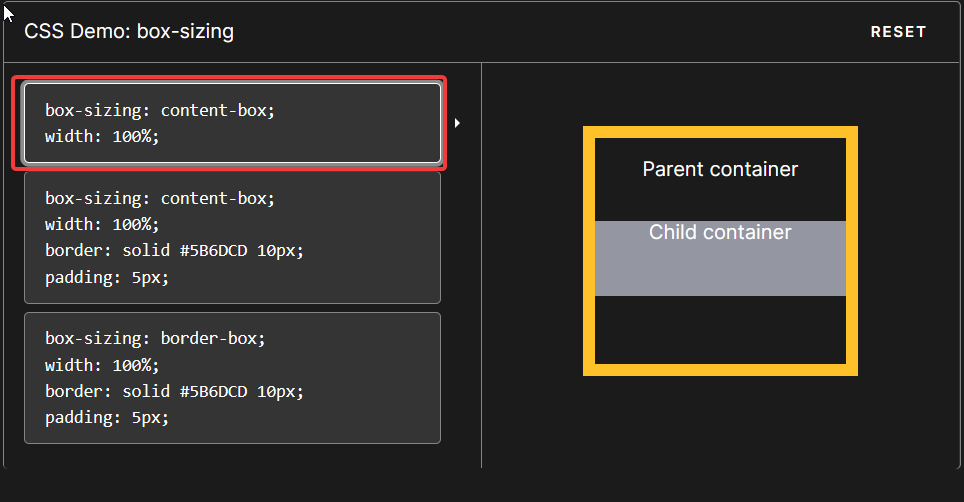 CSS Demo: box-sizing
RESET
box-sizing: content-box;
width: 100%;
box-sizing: content-box;
width: 100%;
border: solid #5B6DCD 10px;
padding: 5px;
box-sizing: border-box;
width: 100%;
border: solid #5B6DCD 10px;
padding: 5px;
Parent container
Child container